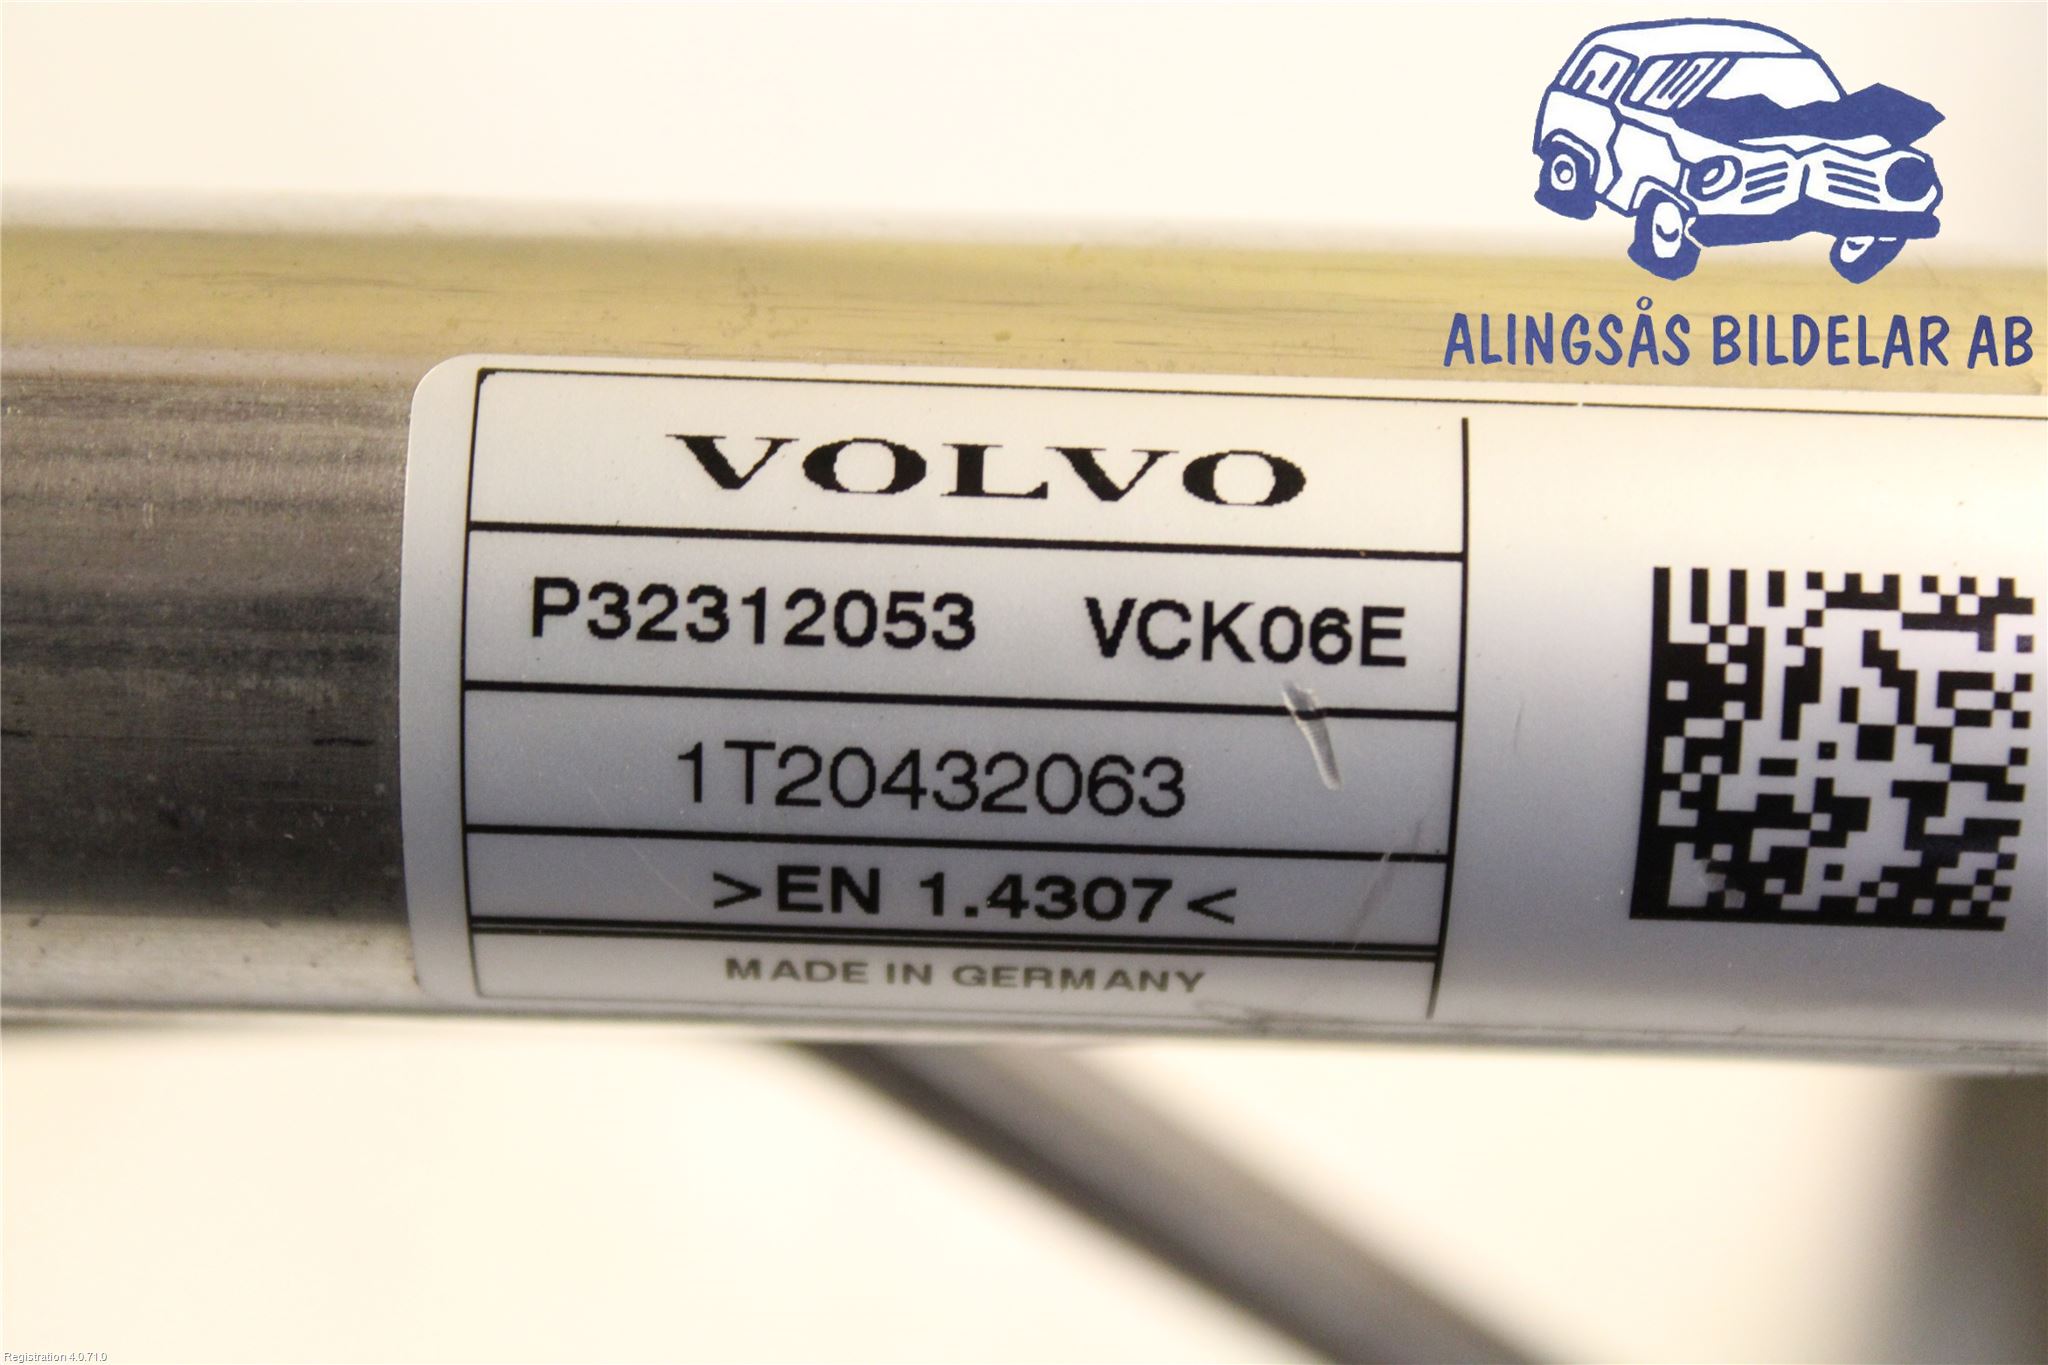 ALINGSÅS BILDELAR AB
VOLVO
P32312053 VCK06E
1T20432063
>EN 1.4307<
MADE IN GERMANY
Registration 4.0.71.0